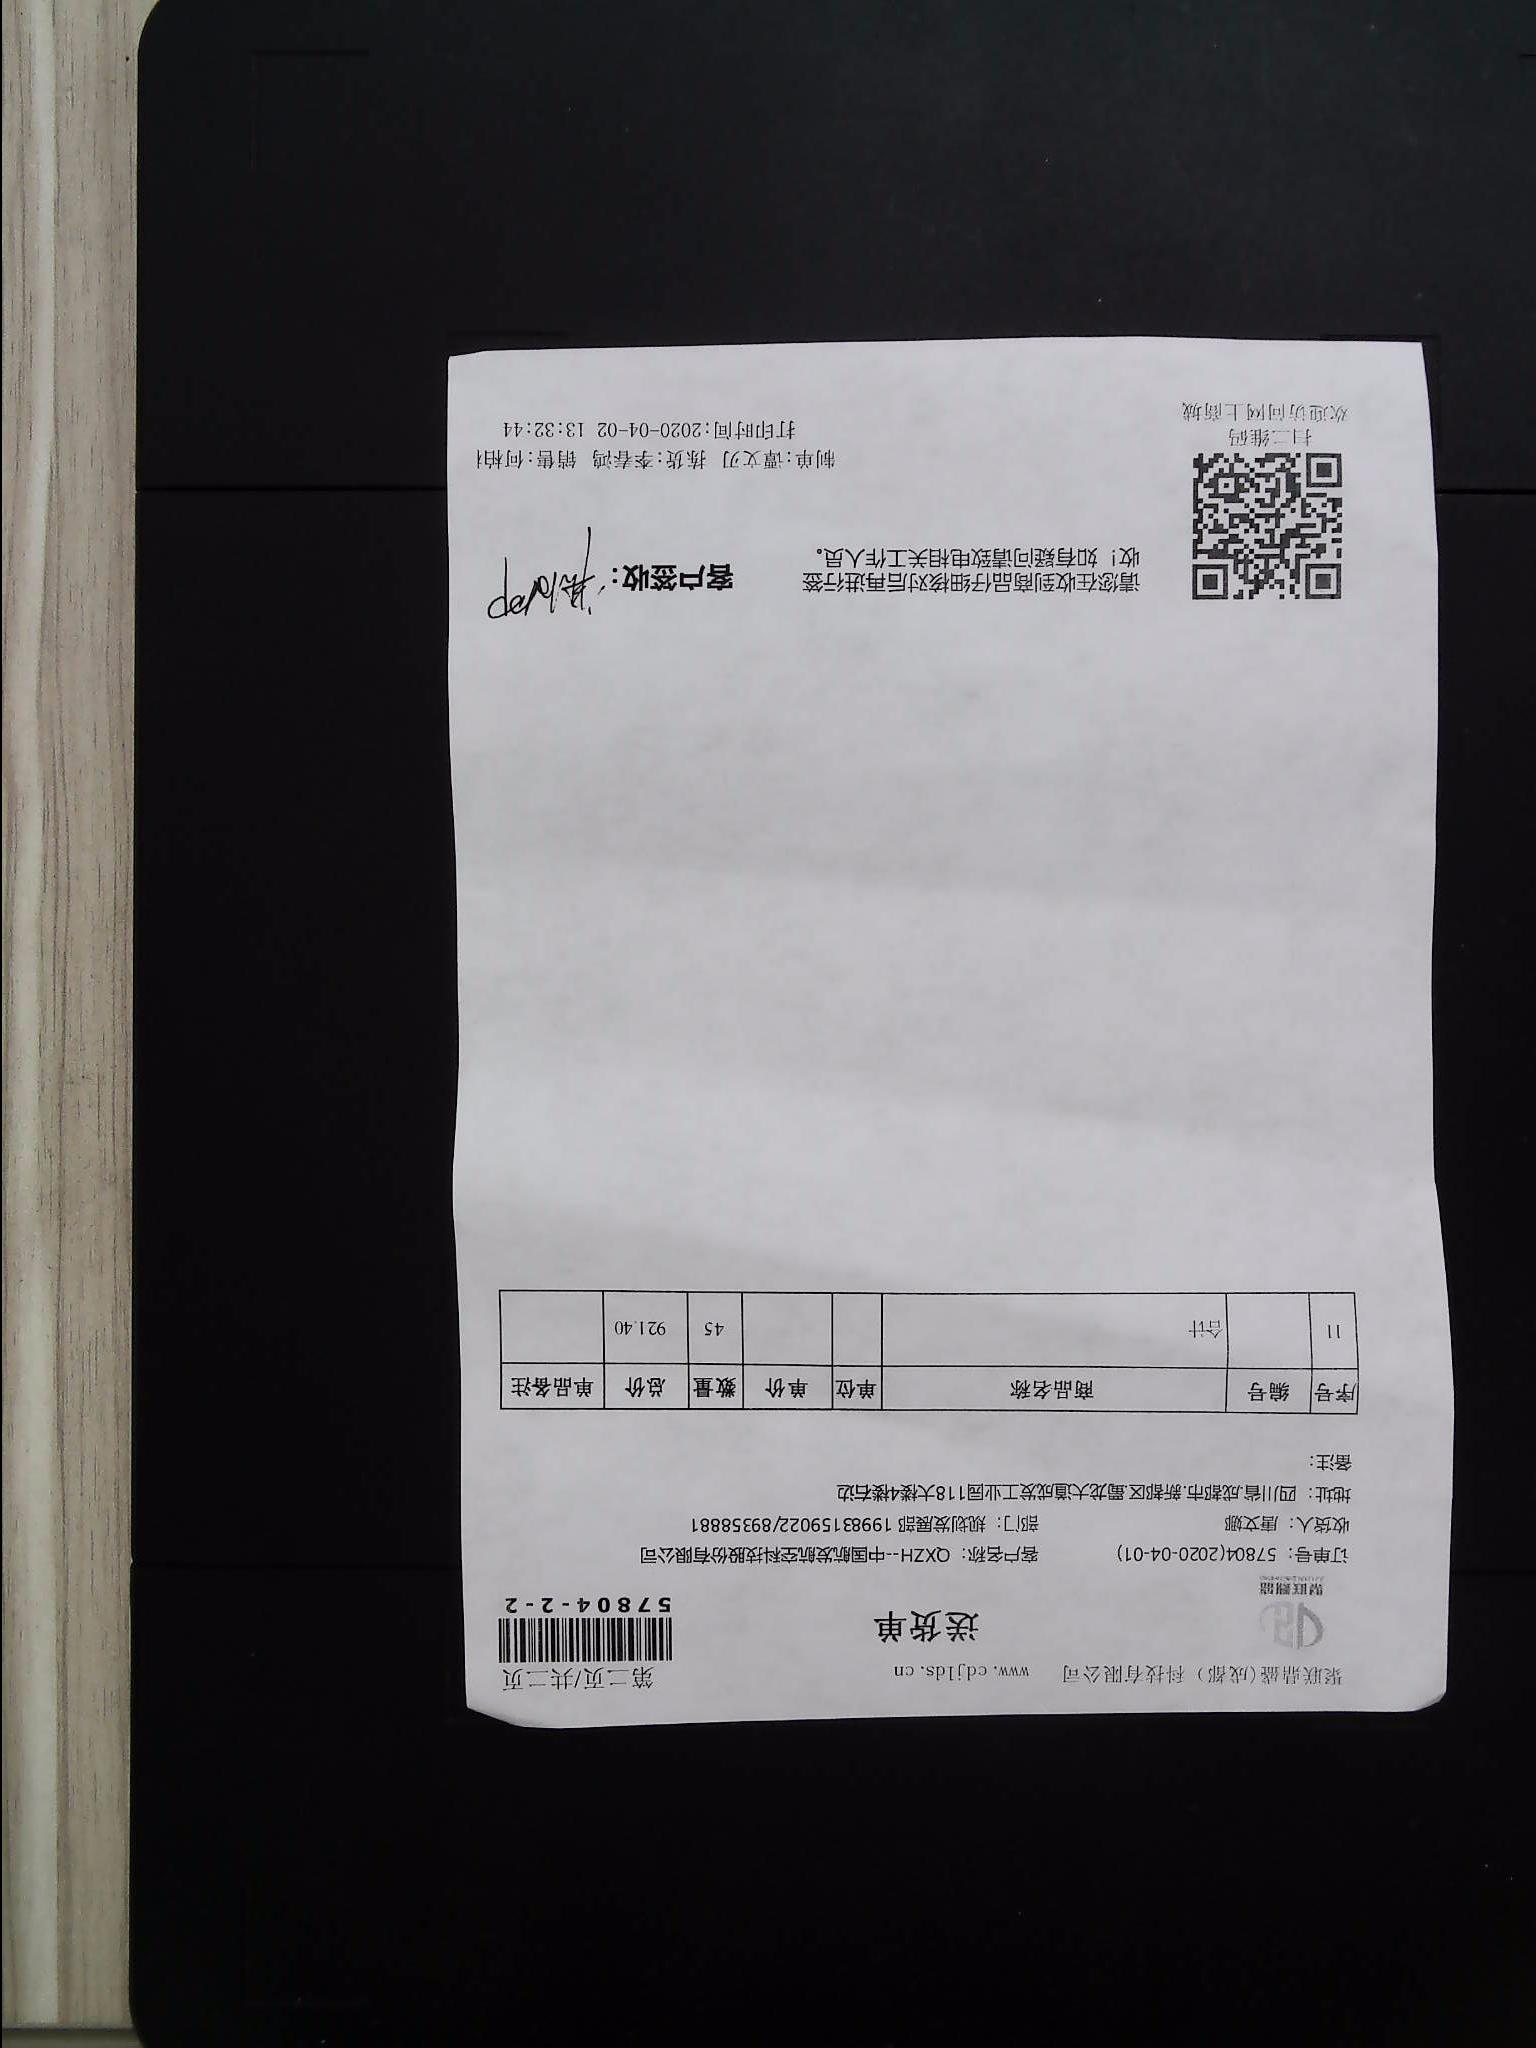 聚联鼎盛(成都)科技有限公司 www.cdjlds.cn 第二页/共二页
送货单
聚联鼎盛
57804-2-2
订单号：57804(2020-04-01) 客户名称：QXZH--中国航发航空科技股份有限公司
收货人：唐文娜 部门：规划发展部 19983159022/89358881
地址：四川省.成都市.新都区.蜀龙大道成发工业园118大楼4楼右边
备注：
序号 编号 商品名称 单位 单价 数量 总价 单品备注
11 合计 45 921.40
请您在收到商品仔细核对后再进行签
收！如有疑问请致电相关工作人员。
客户签收：
扫二维码
欢迎访问网上商城
制单:谭文刃 拣货:李春鸿 销售:何柏
打印时间:2020-04-02 13:32:44